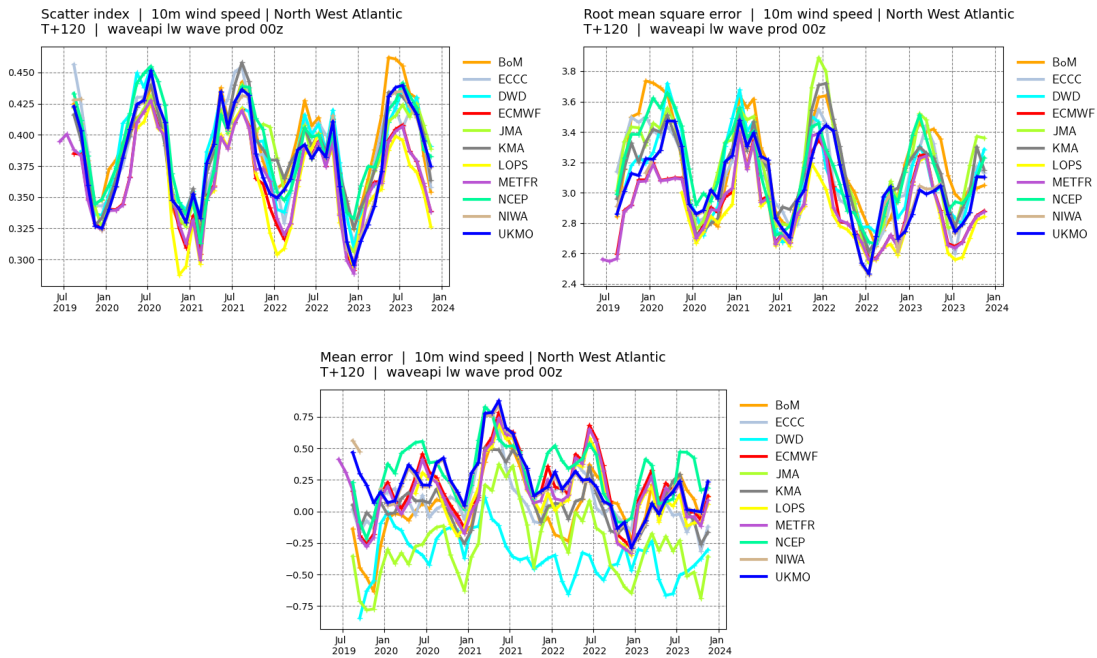 Scatter index | 10m wind speed | North West Atlantic
T+120 | waveapi lw wave prod 00z
0.450
0.425
0.400
0.375
0.350
0.325
0.300
Jul Jan Jul Jan Jul Jan Jul Jan Jul Jan
2019 2020 2020 2021 2021 2022 2022 2023 2023 2024
BoM
ECCC
DWD
ECMWF
JMA
KMA
LOPS
METFR
NCEP
NIWA
UKMO
Root mean square error | 10m wind speed | North West Atlantic
T+120 | waveapi lw wave prod 00z
3.8
3.6
3.4
3.2
3.0
2.8
2.6
2.4
Jul Jan Jul Jan Jul Jan Jul Jan Jul Jan
2019 2020 2020 2021 2021 2022 2022 2023 2023 2024
BoM
ECCC
DWD
ECMWF
JMA
KMA
LOPS
METFR
NCEP
NIWA
UKMO
Mean error | 10m wind speed | North West Atlantic
T+120 | waveapi lw wave prod 00z
0.75
0.50
0.25
0.00
−0.25
−0.50
−0.75
Jul Jan Jul Jan Jul Jan Jul Jan Jul Jan
2019 2020 2020 2021 2021 2022 2022 2023 2023 2024
BoM
ECCC
DWD
ECMWF
JMA
KMA
LOPS
METFR
NCEP
NIWA
UKMO